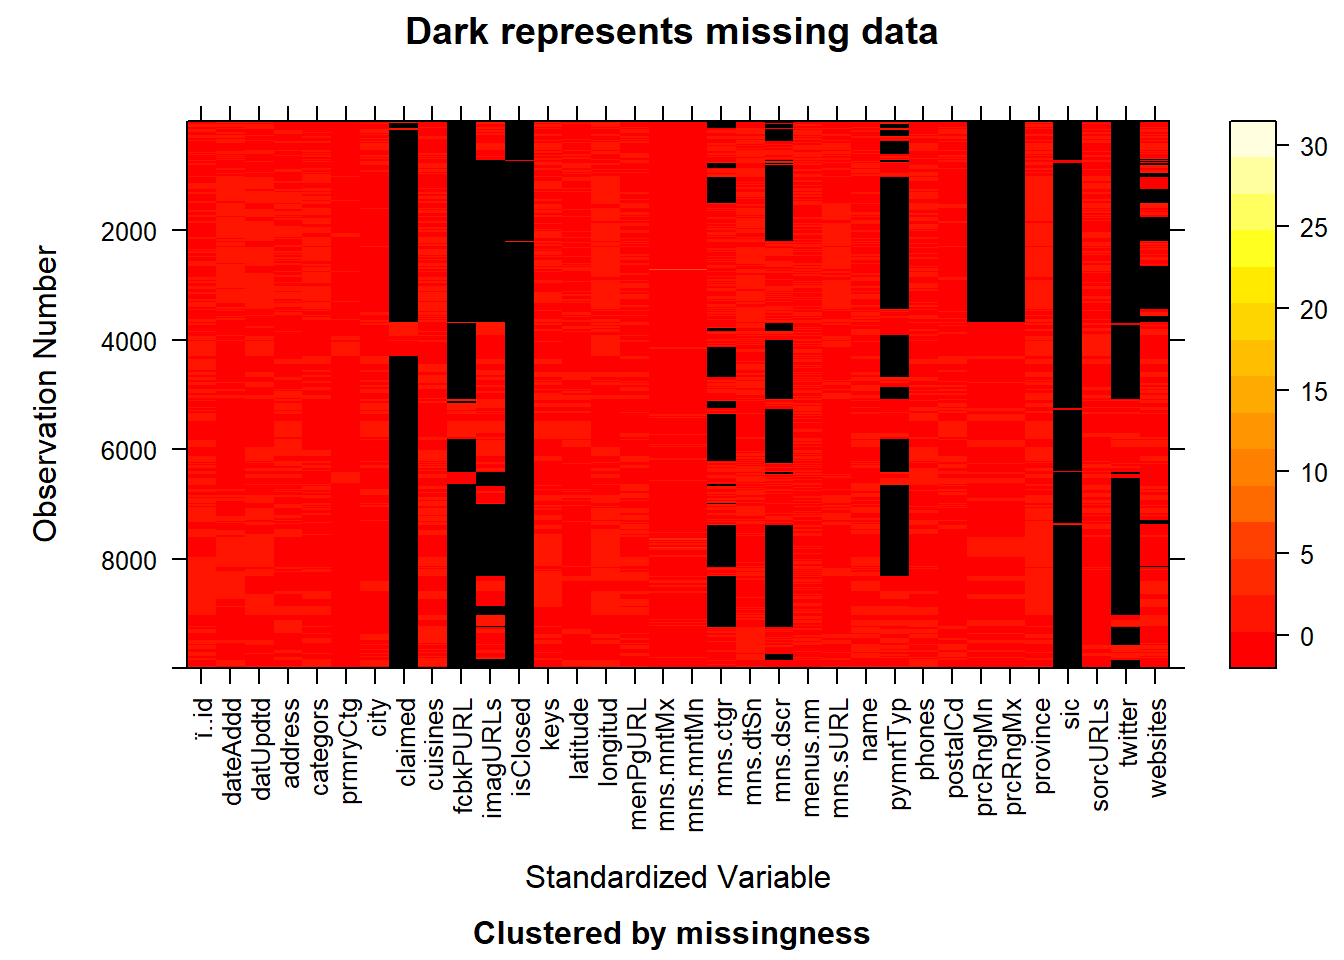 Dark represents missing data
Observation Number
2000
4000
6000
8000
30
20
15
10
5
0
ï..id
dateAddd
datUpdtd
address
categors
prmryCtg
city
claimed
cuisines
fcbkPURL
imagURLs
isClosed
keys
latitude
longitud
menPgURL
mns.mntMx
mns.mntMn
mns.ctgr
mns.dtSn
mns.dscr
menus.nm
mns.sURL
name
pymntTyp
phones
postalCd
prcRngMn
prcRngMx
province
sic
sorcURLs
twitter
websites
Standardized Variable
Clustered by missingness